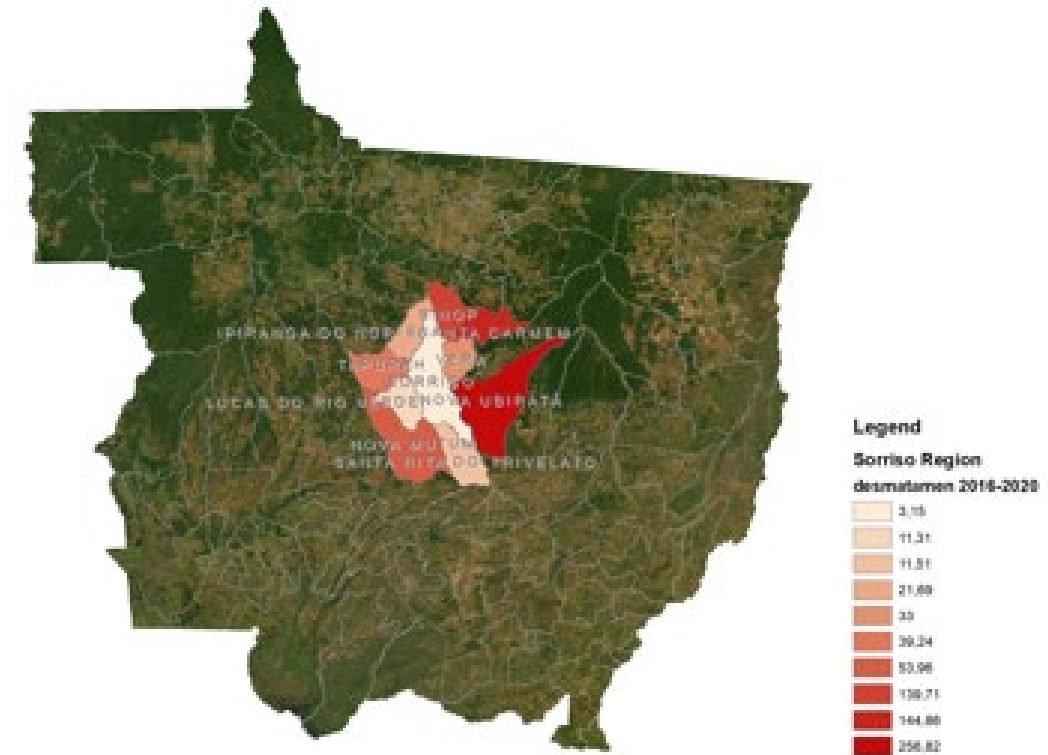 SINOP
IPIRANGA DO NORTE SANTA CARMEM
TAPURAH VERA
SORRISO
LUCAS DO RIO VERDE NOVA UBIRATÃ
NOVA MUTUM
SANTA RITA DO TRIVELATO
Legend
Sorriso Region
desmatamen 2016-2020
3,15
11,31
11,51
21,69
33
39,24
53,96
139,71
144,86
256,82